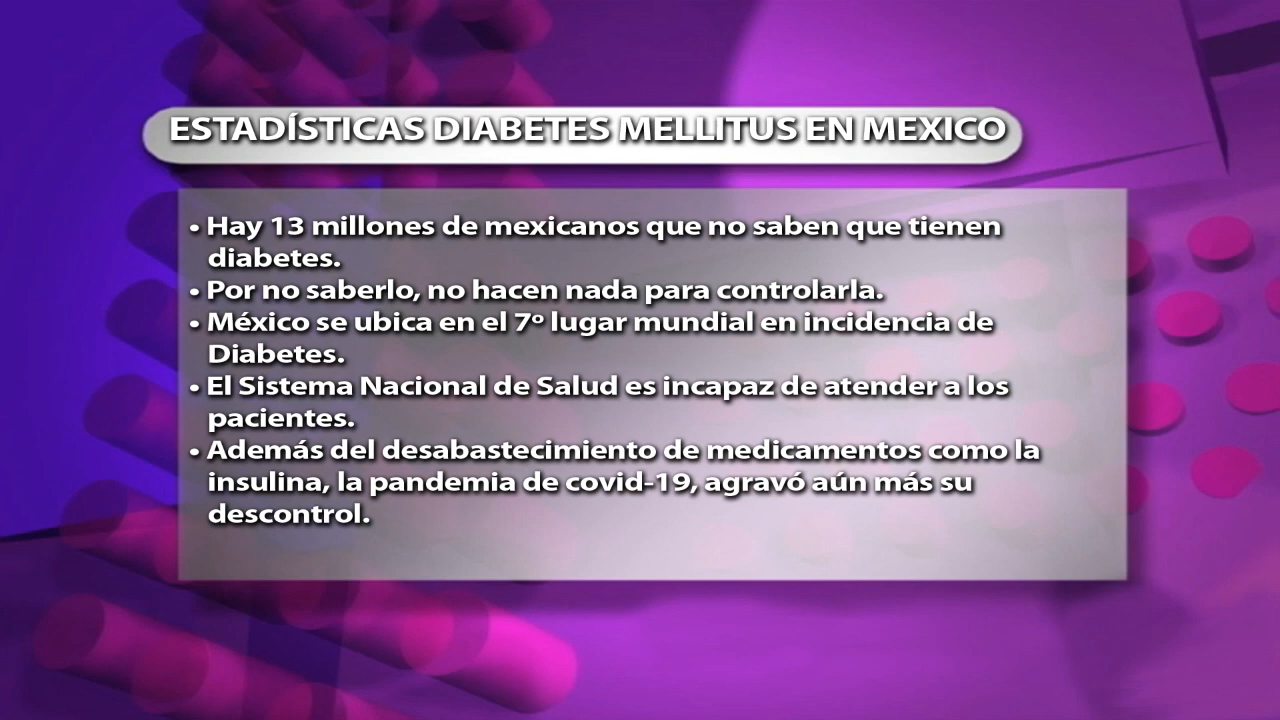 ESTADÍSTICAS DIABETES MELLITUS EN MEXICO
• Hay 13 millones de mexicanos que no saben que tienen
diabetes.
• Por no saberlo, no hacen nada para controlarla.
• México se ubica en el 7º lugar mundial en incidencia de
Diabetes.
• El Sistema Nacional de Salud es incapaz de atender a los
pacientes.
• Además del desabastecimiento de medicamentos como la
insulina, la pandemia de covid-19, agravó aún más su
descontrol.